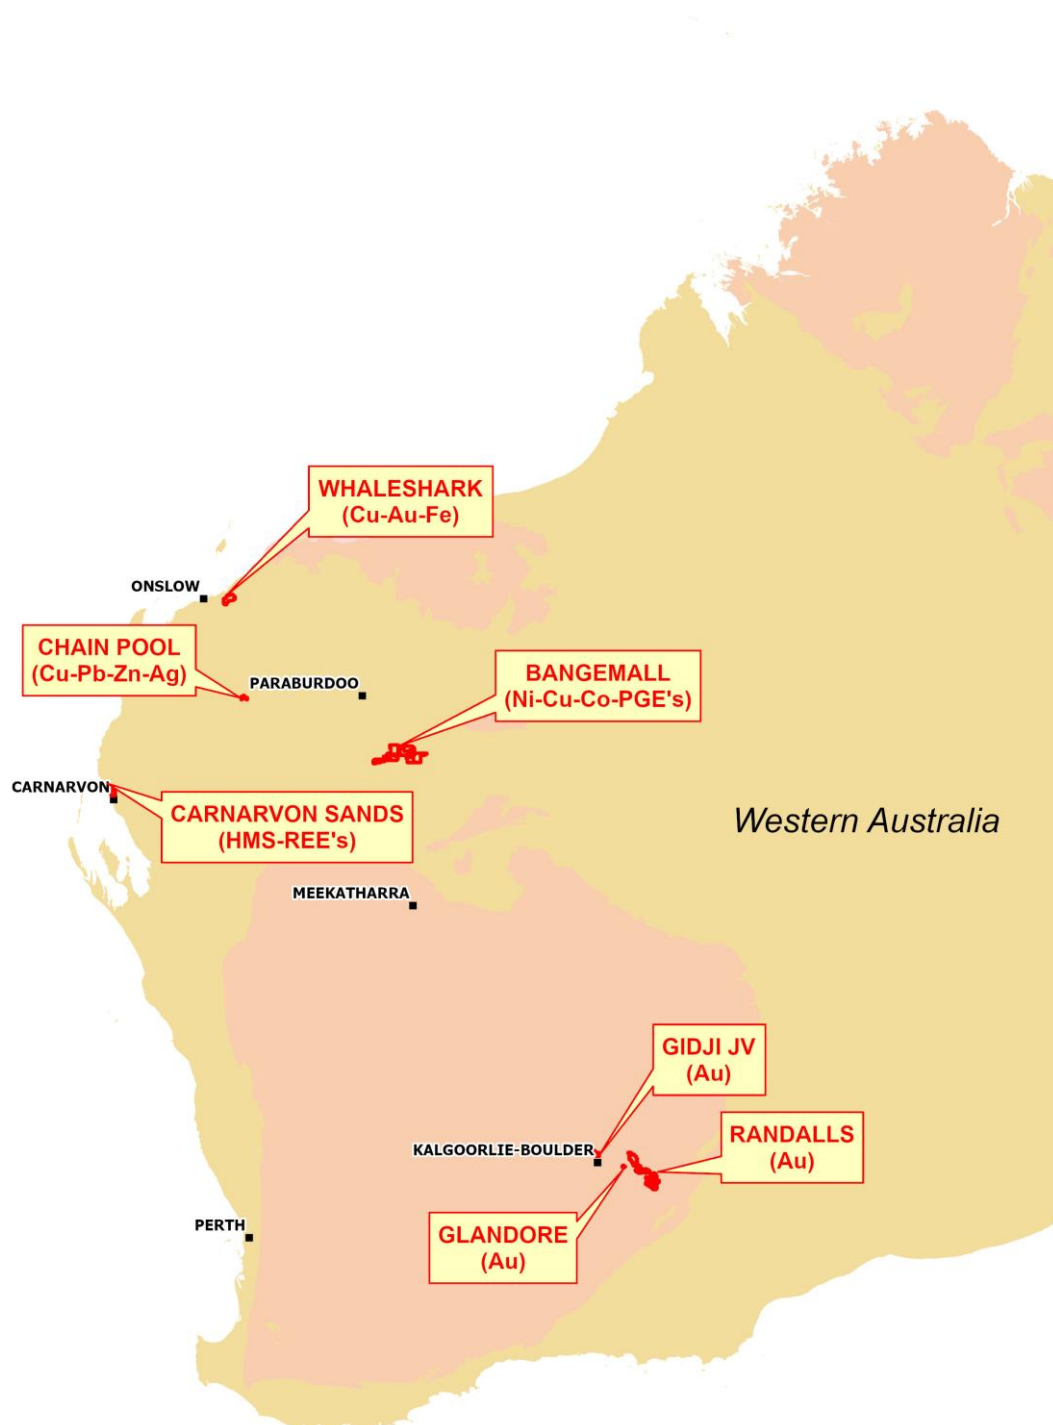 WHALESHARK
(Cu-Au-Fe)
ONSLOW
CHAIN POOL
(Cu-Pb-Zn-Ag)
PARABURDOO
BANGEMALL
(Ni-Cu-Co-PGE's)
CARNARVON
CARNARVON SANDS
(HMS-REE's)
Western Australia
MEEKATHARRA
GIDJI JV
(Au)
KALGOORLIE-BOULDER
RANDALLS
(Au)
PERTH
GLANDORE
(Au)